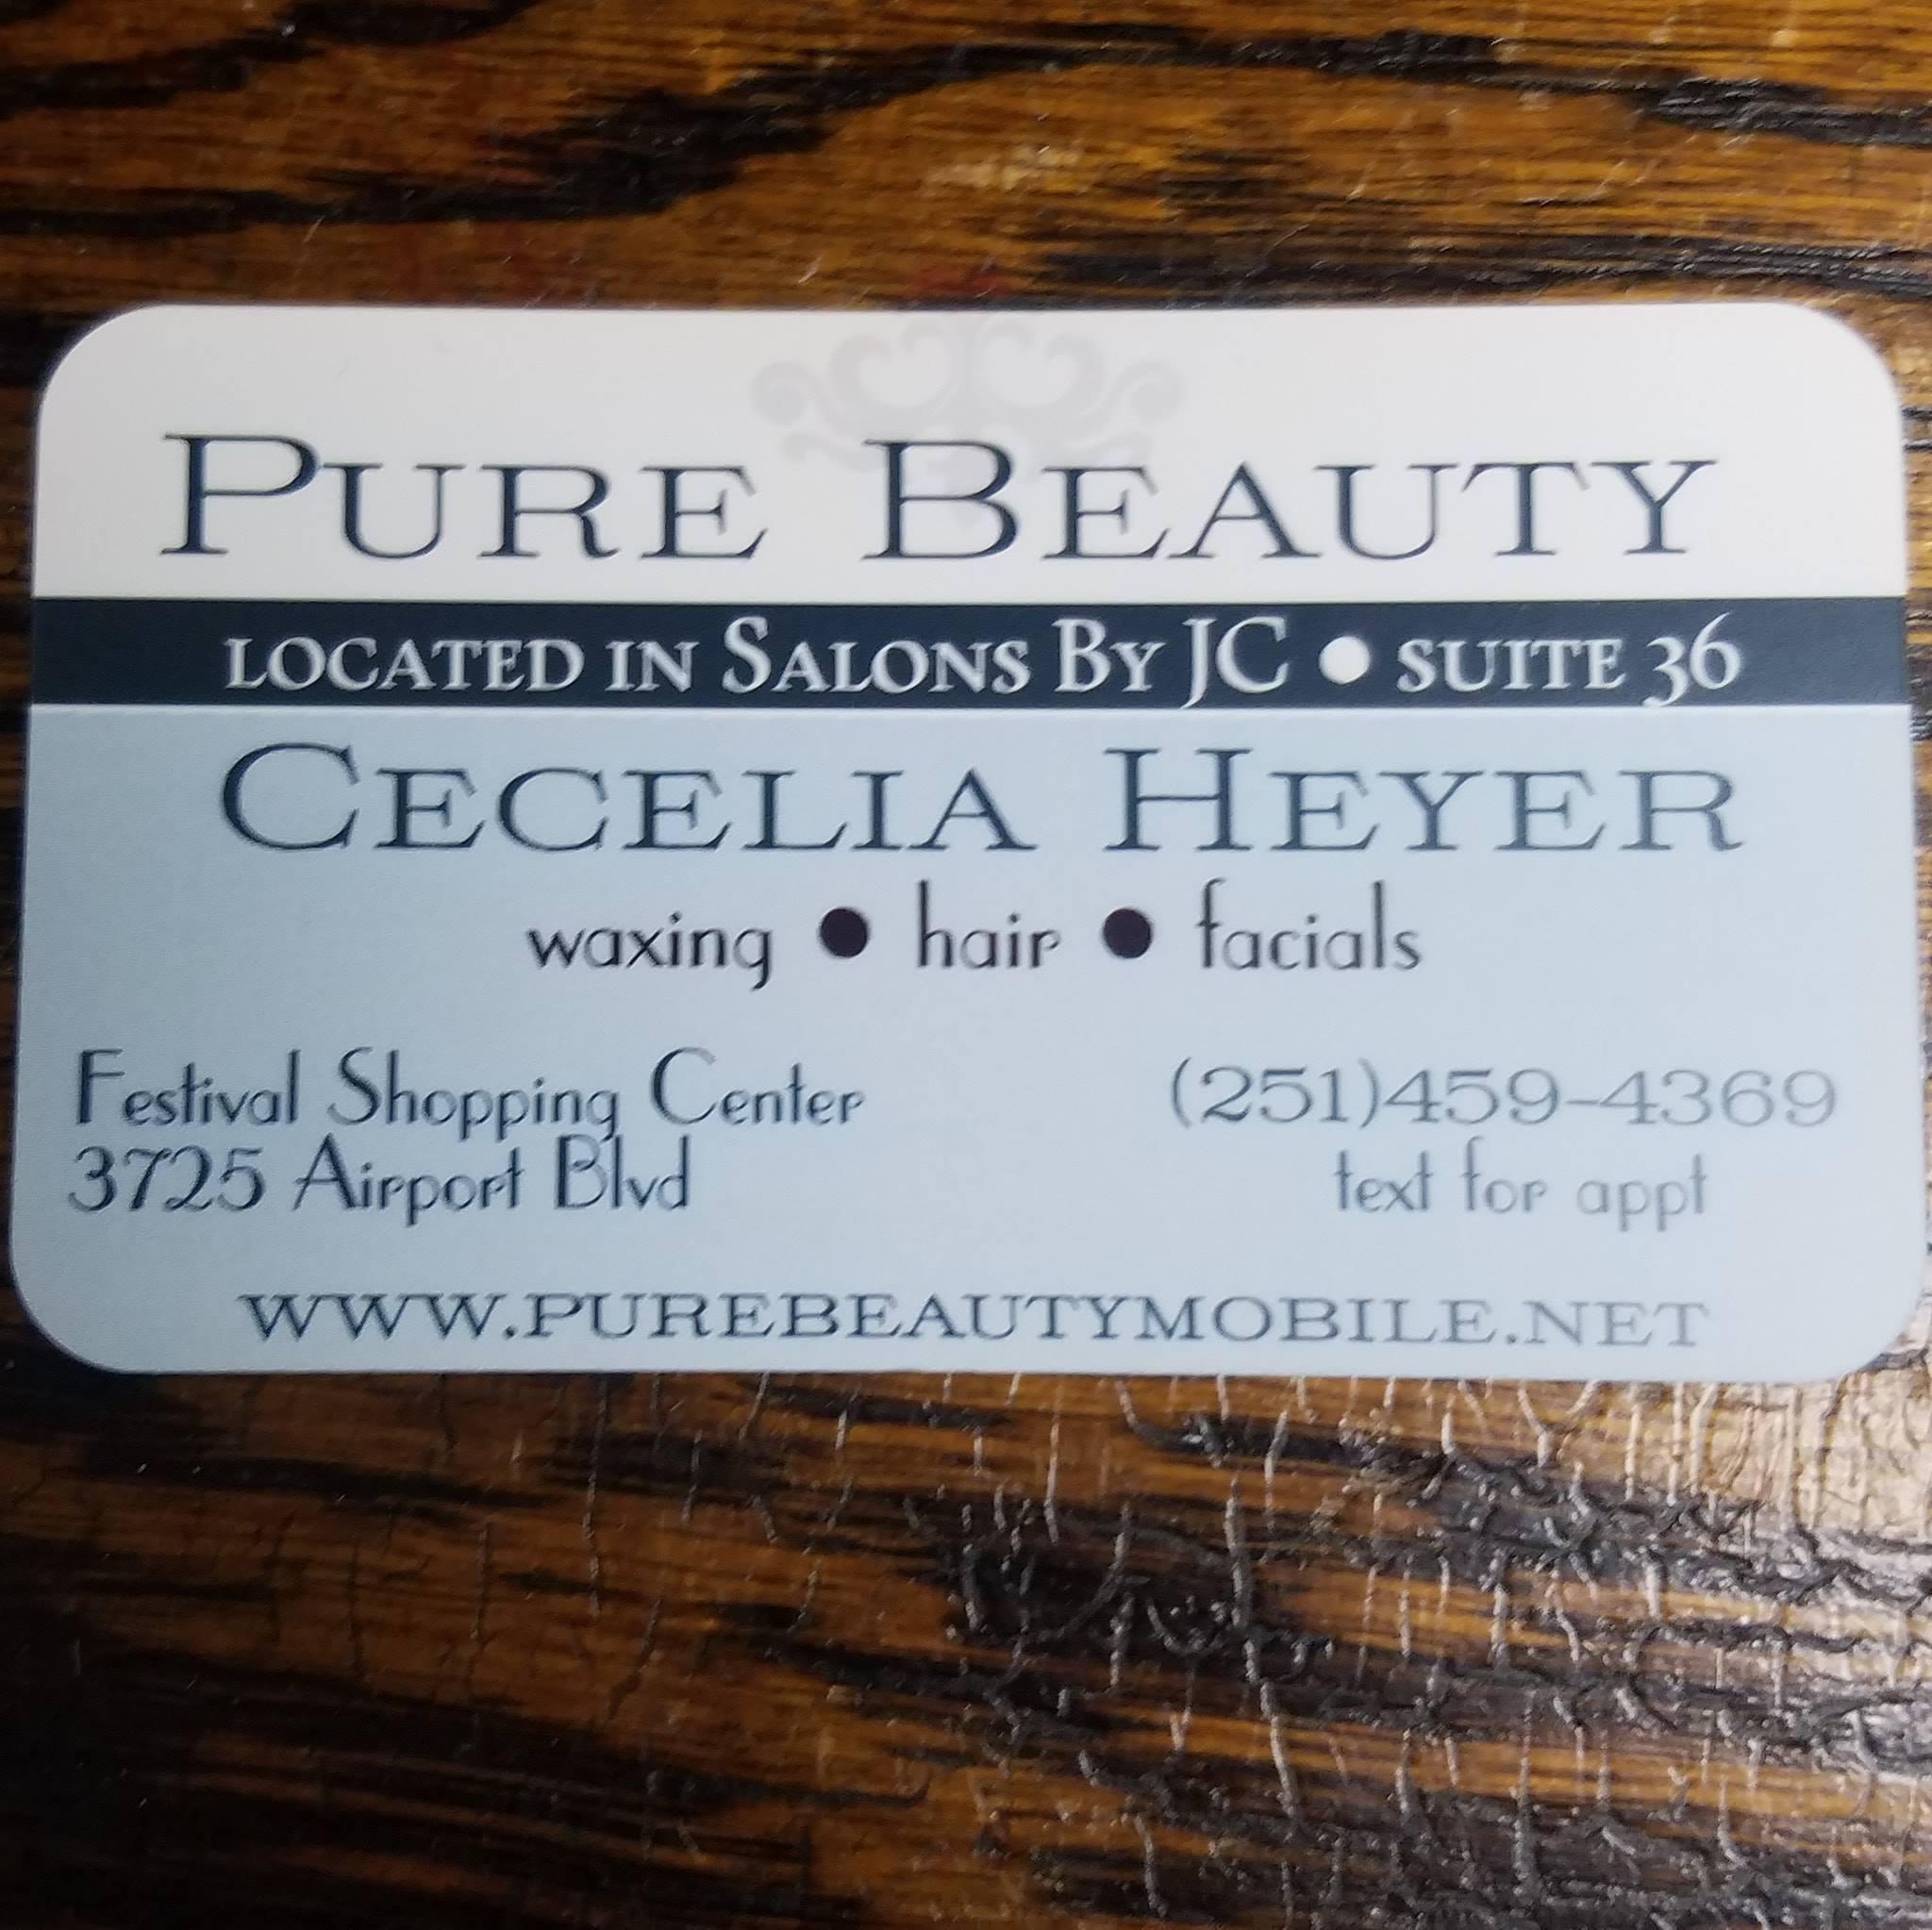 PURE BEAUTY
LOCATED IN SALONS BY JC • SUITE 36
CECELIA HEYER
waxing • hair • facials
Festival Shopping Center
3725 Airport Blvd
(251)459-4369
text for appt
WWW.PUREBEAUTYMOBILE.NET